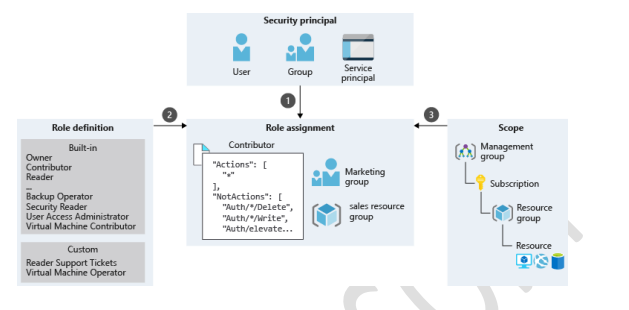 Security principal
User
Group
Service
principal
1
2
3
Role definition
Built-in
Owner
Contributor
Reader
...
Backup Operator
Security Reader
User Access Administrator
Virtual Machine Contributor
Custom
Reader Support Tickets
Virtual Machine Operator
Role assignment
Contributor
"Actions": [
"*"
],
"NotActions": [
"Auth/*/Delete",
"Auth/*/Write",
"Auth/elevate...
Marketing
group
sales resource
group
Scope
Management
group
Subscription
Resource
group
Resource